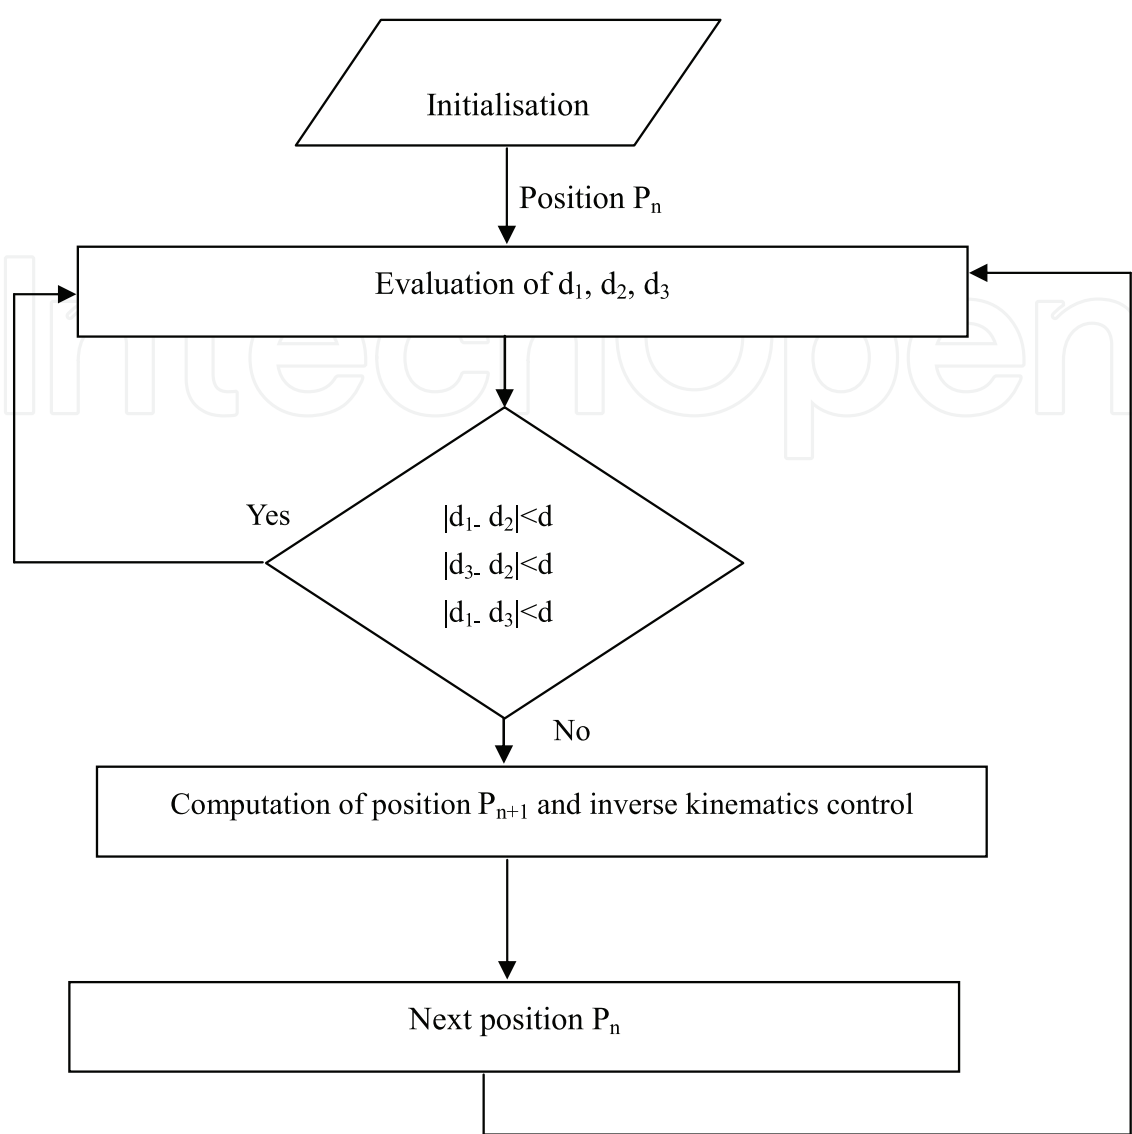 Initialisation
Position Pn
Evaluation of d1, d2, d3
IntechOpen
Yes
|d1- d2|<d
|d3- d2|<d
|d1- d3|<d
No
Computation of position Pn+1 and inverse kinematics control
Next position Pn